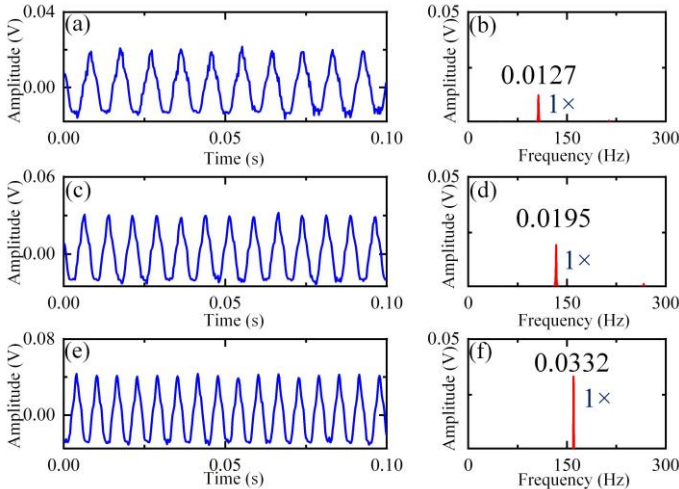 (a)
Amplitude (V)
0.04
0.00
0.00
0.05
0.10
Time (s)
(b)
Amplitude (V)
0.05
0.0127
1×
0
150
300
Frequency (Hz)
(c)
Amplitude (V)
0.06
0.00
0.00
0.05
0.10
Time (s)
(d)
Amplitude (V)
0.05
0.0195
1×
0
150
300
Frequency (Hz)
(e)
Amplitude (V)
0.08
0.00
0.00
0.05
0.10
Time (s)
(f)
Amplitude (V)
0.05
0.0332
1×
0
150
300
Frequency (Hz)